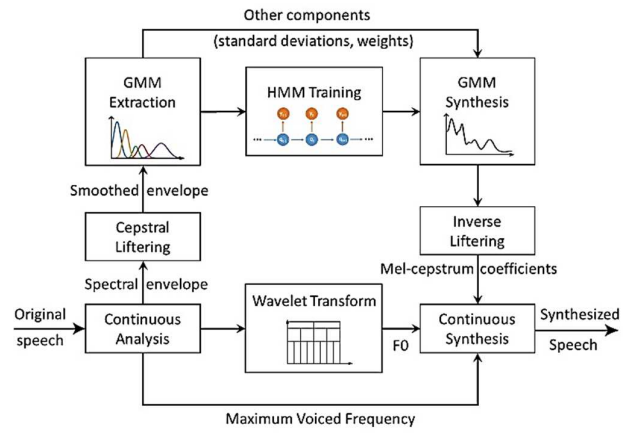 Other components
(standard deviations, weights)
GMM
Extraction
HMM Training
GMM
Synthesis
Smoothed envelope
Cepstral
Liftering
Inverse
Liftering
Spectral envelope
Mel-cepstrum coefficients
Original
speech
Continuous
Analysis
Wavelet Transform
F0
Continuous
Synthesis
Synthesized
Speech
Maximum Voiced Frequency